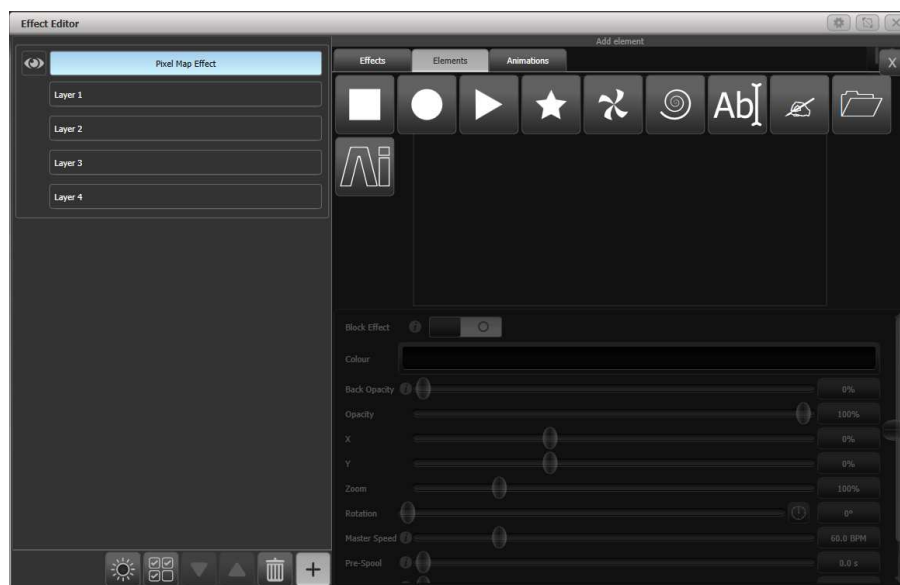 Effect Editor
Add element
Pixel Map Effect
Layer 1
Layer 2
Layer 3
Layer 4
Effects Elements Animations X
Ab
Ai
Block Effect
Colour
Back Opacity 0%
Opacity 100%
X 0%
Y 0%
Zoom 100%
Rotation 0°
Master Speed 60.0 BPM
Pre-Spool 0.0 s